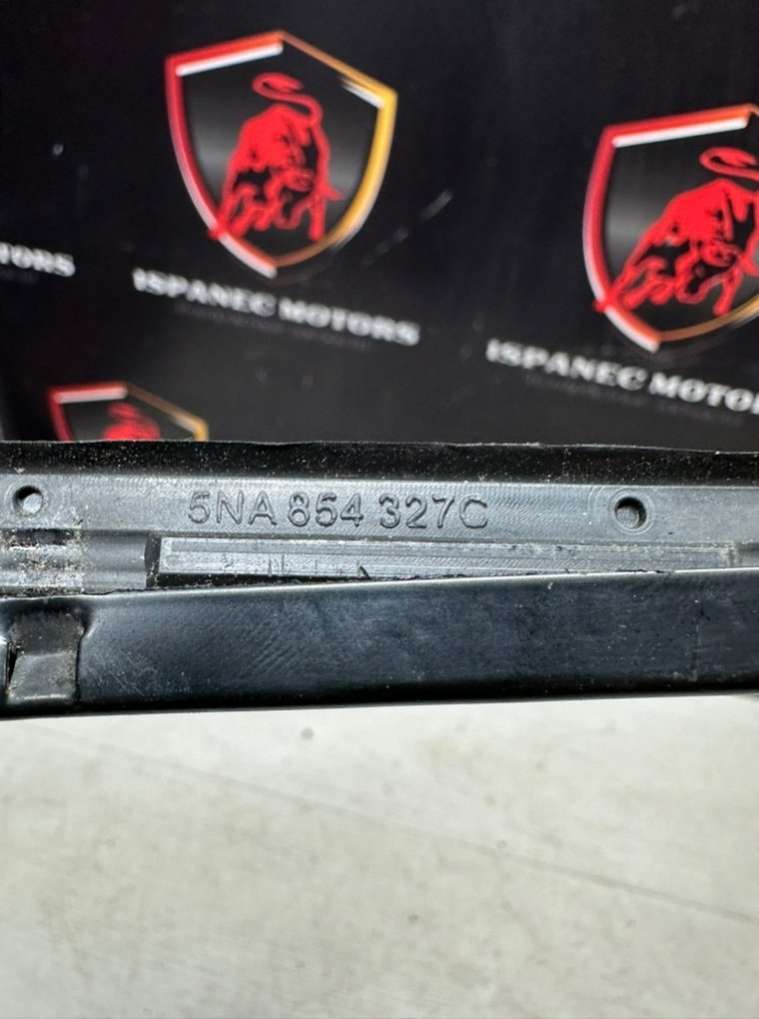 TORS
ISPANEC MOTORS
ISPANEC MOTOR
5NA 854 327C